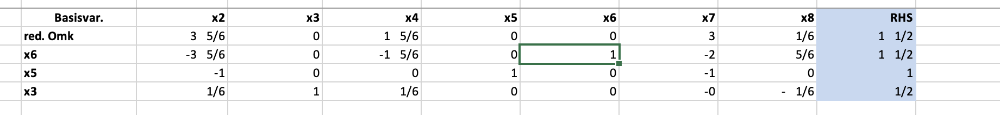 Basisvar. x2 x3 x4 x5 x6 x7 x8 RHS
red. Omk 3 5/6 0 1 5/6 0 0 3 1/6 1 1/2
x6 -3 5/6 0 -1 5/6 0 1 -2 5/6 1 1/2
x5 -1 0 0 1 0 -1 0 1
x3 1/6 1 1/6 0 0 -0 - 1/6 1/2